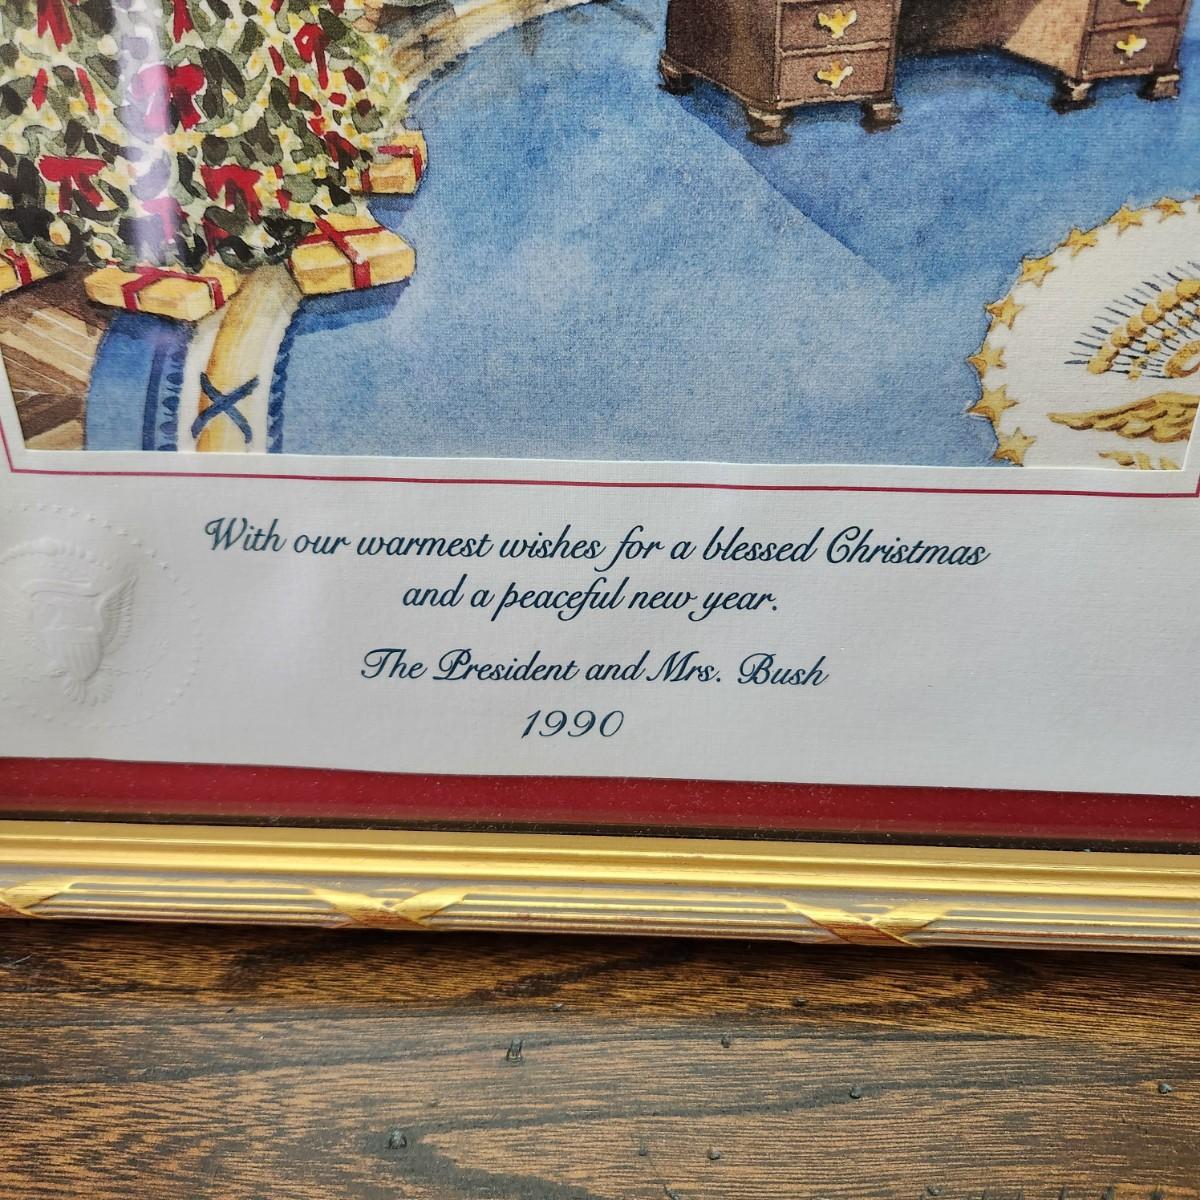 With our warmest wishes for a blessed Christmas
and a peaceful new year.
The President and Mrs. Bush
1990